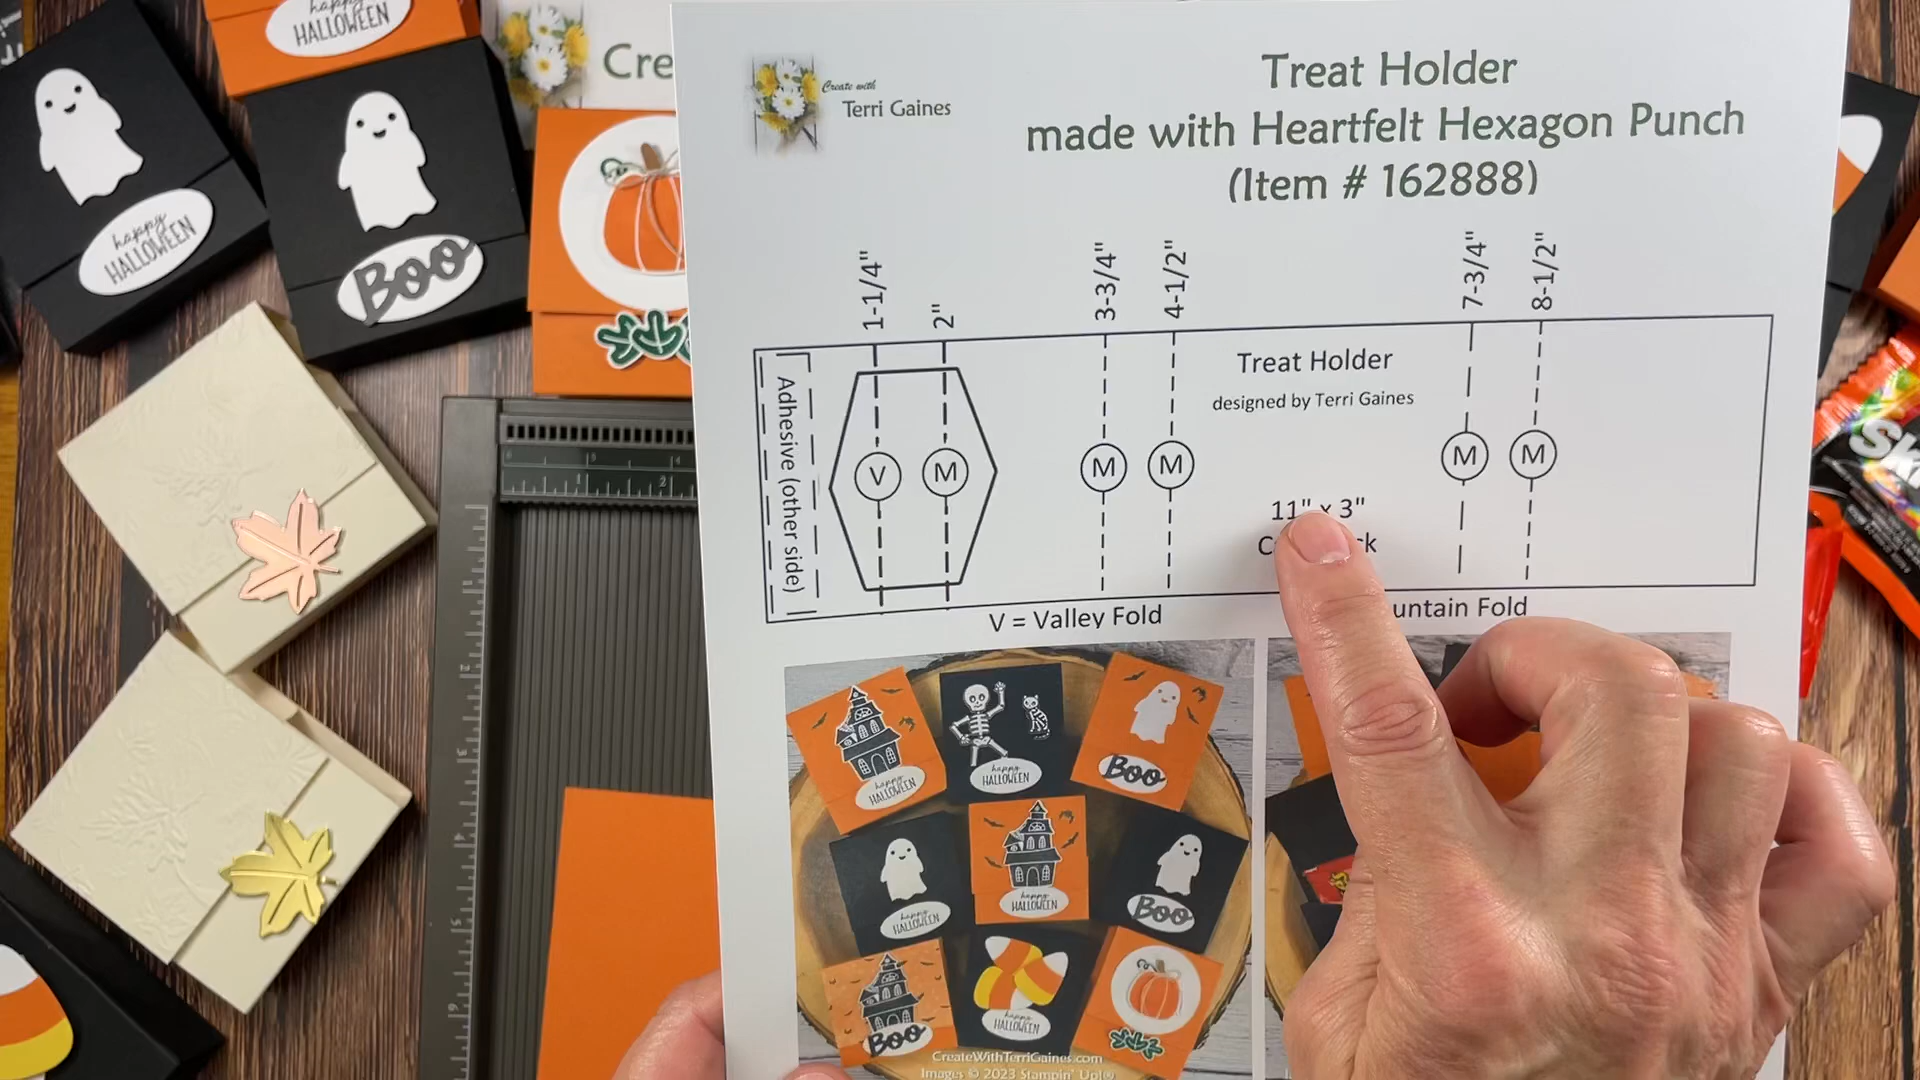 happy
HALLOWEEN
happy
HALLOWEEN
Boo
Cre
Create with
Terri Gaines
Treat Holder
made with Heartfelt Hexagon Punch
(Item # 162888)
1-1/4"
2"
3-3/4"
4-1/2"
7-3/4"
8-1/2"
Adhesive (other side)
V
M
M
M
M
M
Treat Holder
designed by Terri Gaines
11" x 3"
V = Valley Fold
untain Fold
happy
HALLOWEEN
happy
HALLOWEEN
Boo
happy
HALLOWEEN
happy
HALLOWEEN
Boo
Boo
happy
HALLOWEEN
CreateWithTerriGaines.com
Images © 2023 Stampin' Up!®